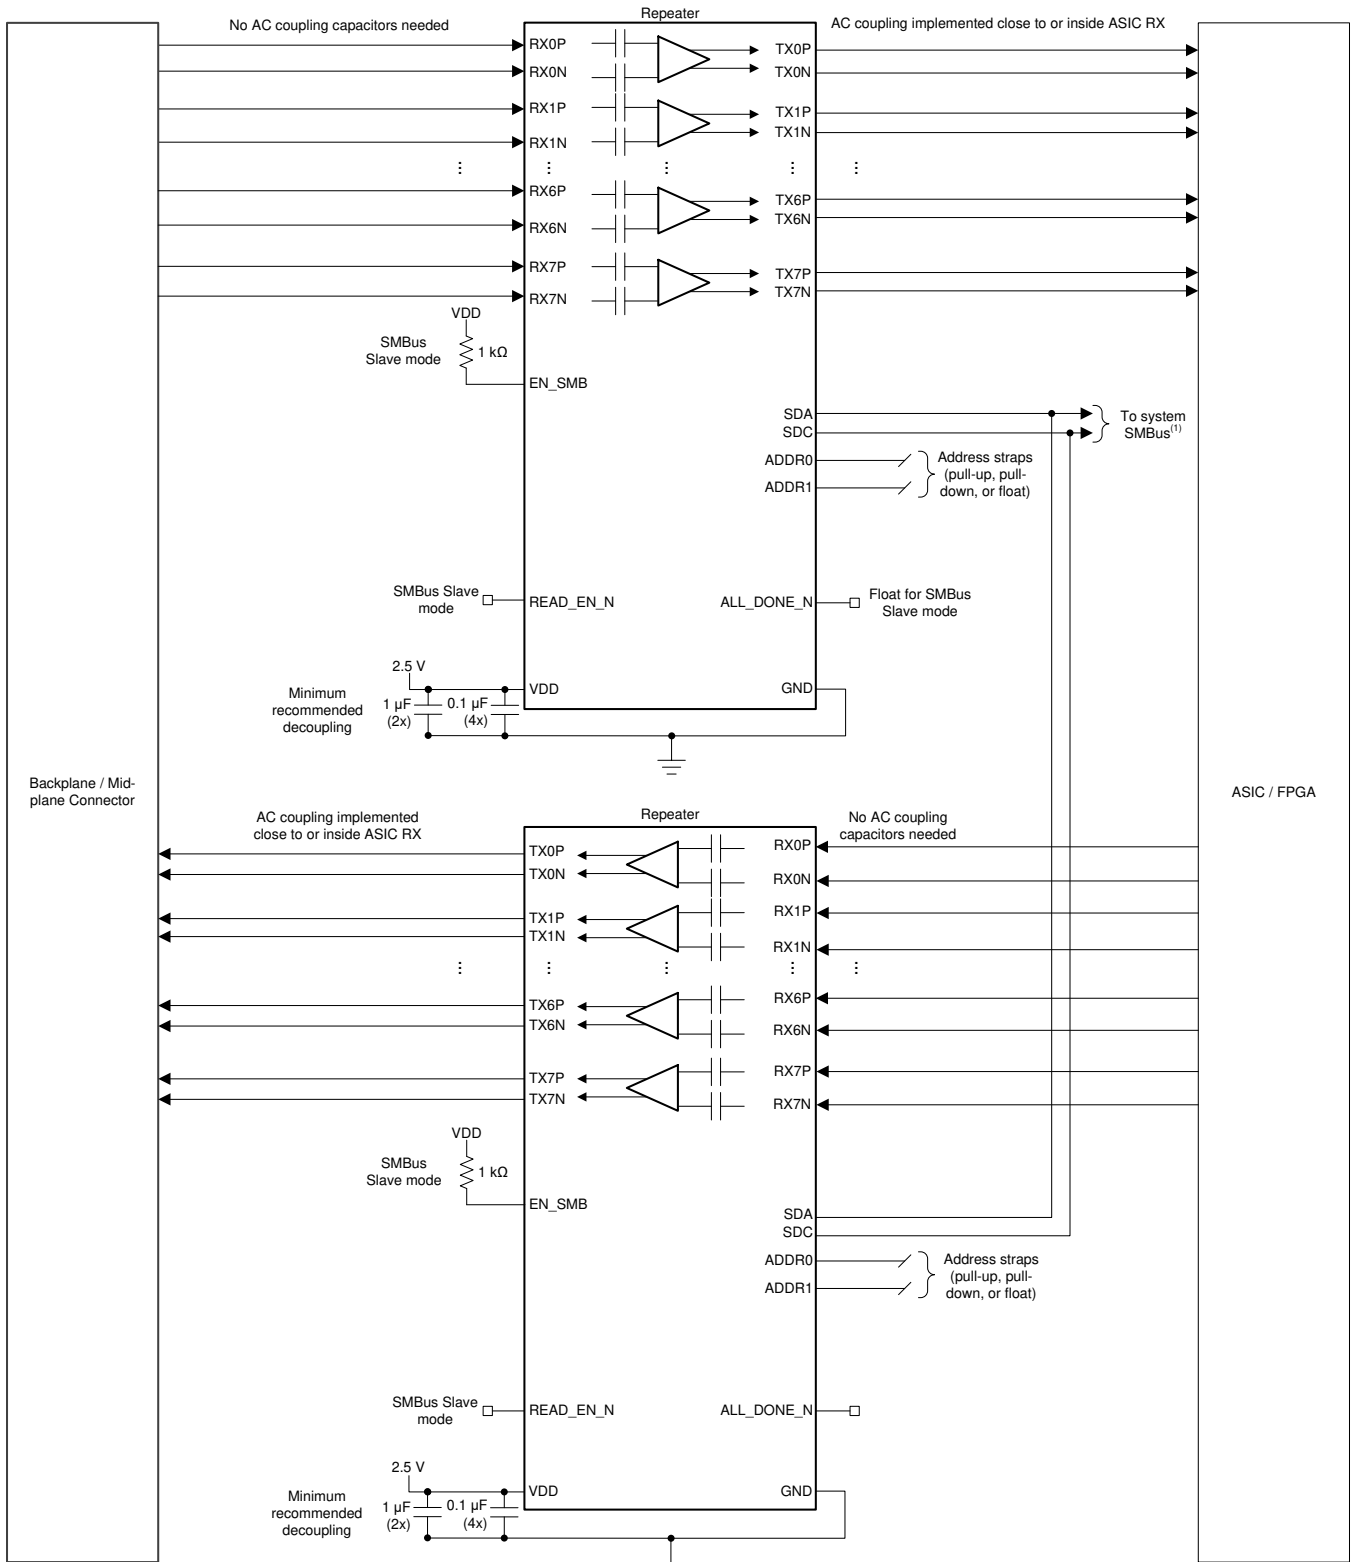 Repeater
No AC coupling capacitors needed
AC coupling implemented close to or inside ASIC RX
RX0P
TX0P
RX0N
TX0N
RX1P
TX1P
RX1N
TX1N
...
...
...
...
...
RX6P
TX6P
RX6N
TX6N
RX7P
TX7P
RX7N
TX7N
VDD
SMBus
Slave mode
1 kΩ
EN_SMB
SDA
SDC
To system
SMBus(1)
ADDR0
ADDR1
Address straps
(pull-up, pull-
down, or float)
SMBus Slave
mode
READ_EN_N
ALL_DONE_N
Float for SMBus
Slave mode
2.5 V
VDD
GND
Minimum
recommended
decoupling
1 µF
(2x)
0.1 µF
(4x)
Backplane / Mid-
plane Connector
ASIC / FPGA
Repeater
AC coupling implemented
close to or inside ASIC RX
No AC coupling
capacitors needed
TX0P
RX0P
TX0N
RX0N
TX1P
RX1P
TX1N
RX1N
...
...
...
...
...
TX6P
RX6P
TX6N
RX6N
TX7P
RX7P
TX7N
RX7N
VDD
SMBus
Slave mode
1 kΩ
EN_SMB
SDA
SDC
ADDR0
ADDR1
Address straps
(pull-up, pull-
down, or float)
SMBus Slave
mode
READ_EN_N
ALL_DONE_N
2.5 V
VDD
GND
Minimum
recommended
decoupling
1 µF
(2x)
0.1 µF
(4x)